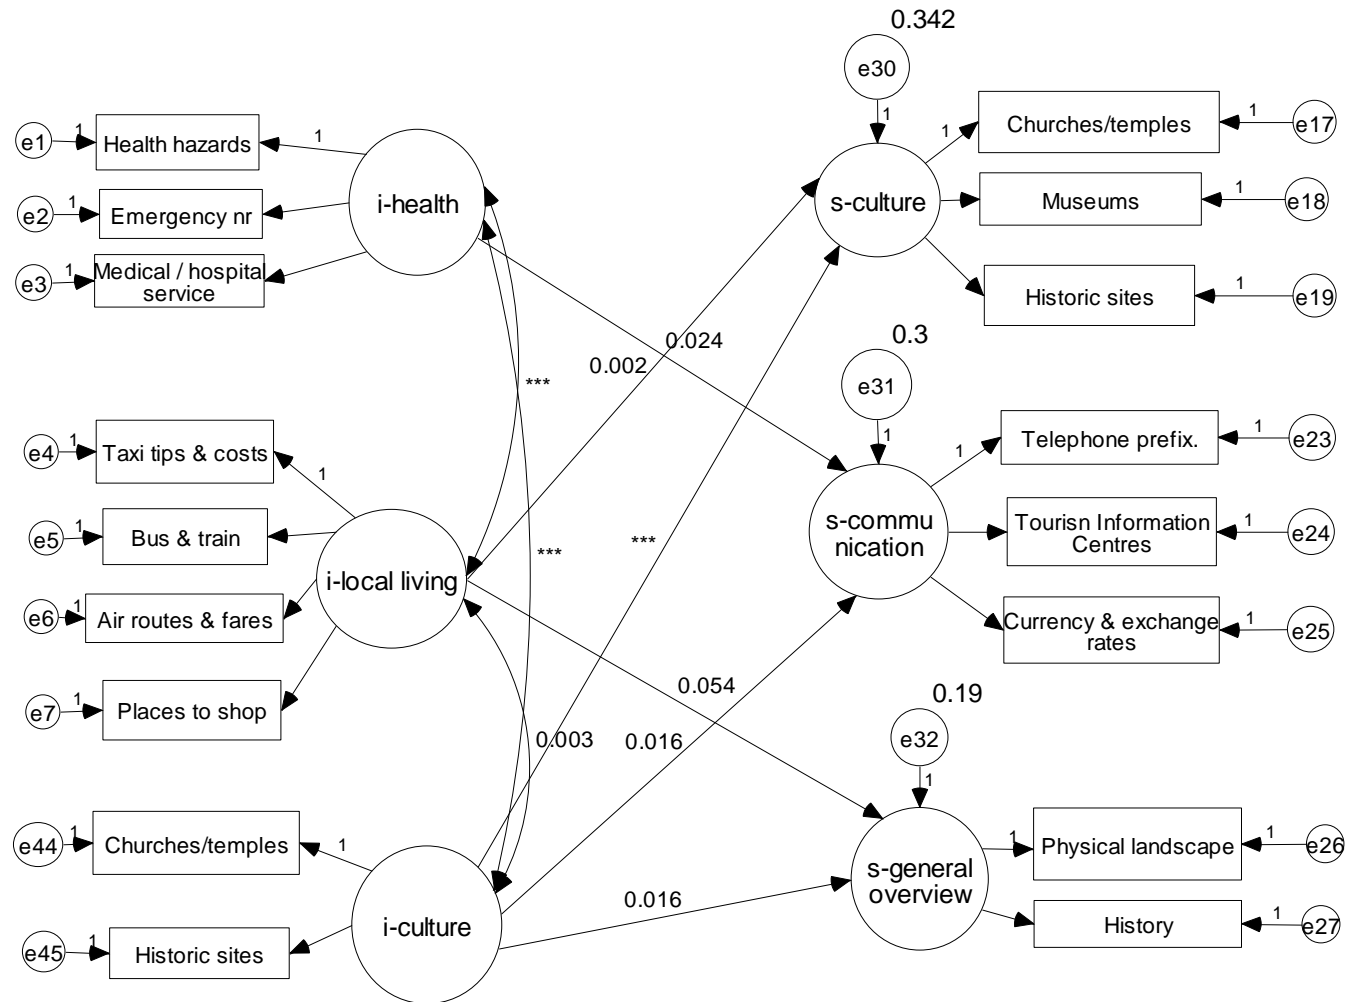 0.342
e30
1
e1
1
Health hazards
1
i-health
e2
1
Emergency nr
e3
1
Medical / hospital
service
s-culture
1
Churches/temples
1
e17
Museums
1
e18
Historic sites
1
e19
0.024
0.002
***
0.3
e31
1
e4
1
Taxi tips & costs
1
e5
1
Bus & train
i-local living
e6
1
Air routes & fares
e7
1
Places to shop
***
***
s-commu
nication
1
Telephone prefix.
1
e23
Tourisn Information
Centres
1
e24
Currency & exchange
rates
1
e25
0.054
0.003
0.016
0.19
e32
1
e44
1
Churches/temples
1
i-culture
e45
1
Historic sites
0.016
s-general
overview
1
Physical landscape
1
e26
History
1
e27